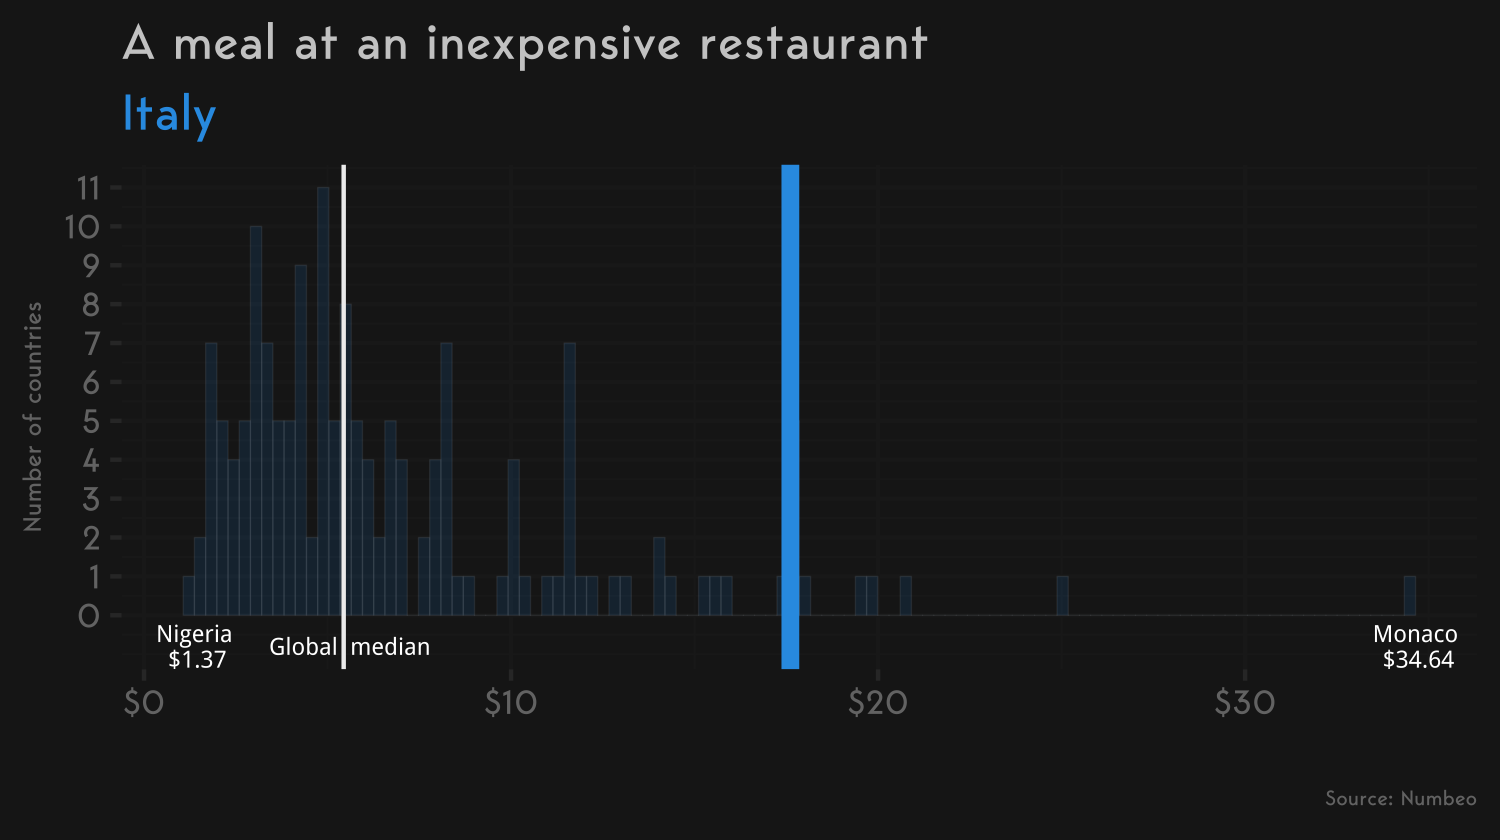 A meal at an inexpensive restaurant
Italy
Number of countries
11
10
9
8
7
6
5
4
3
2
1
0
Nigeria
$1.37
Global median
Monaco
$34.64
$0 $10 $20 $30
Source: Numbeo